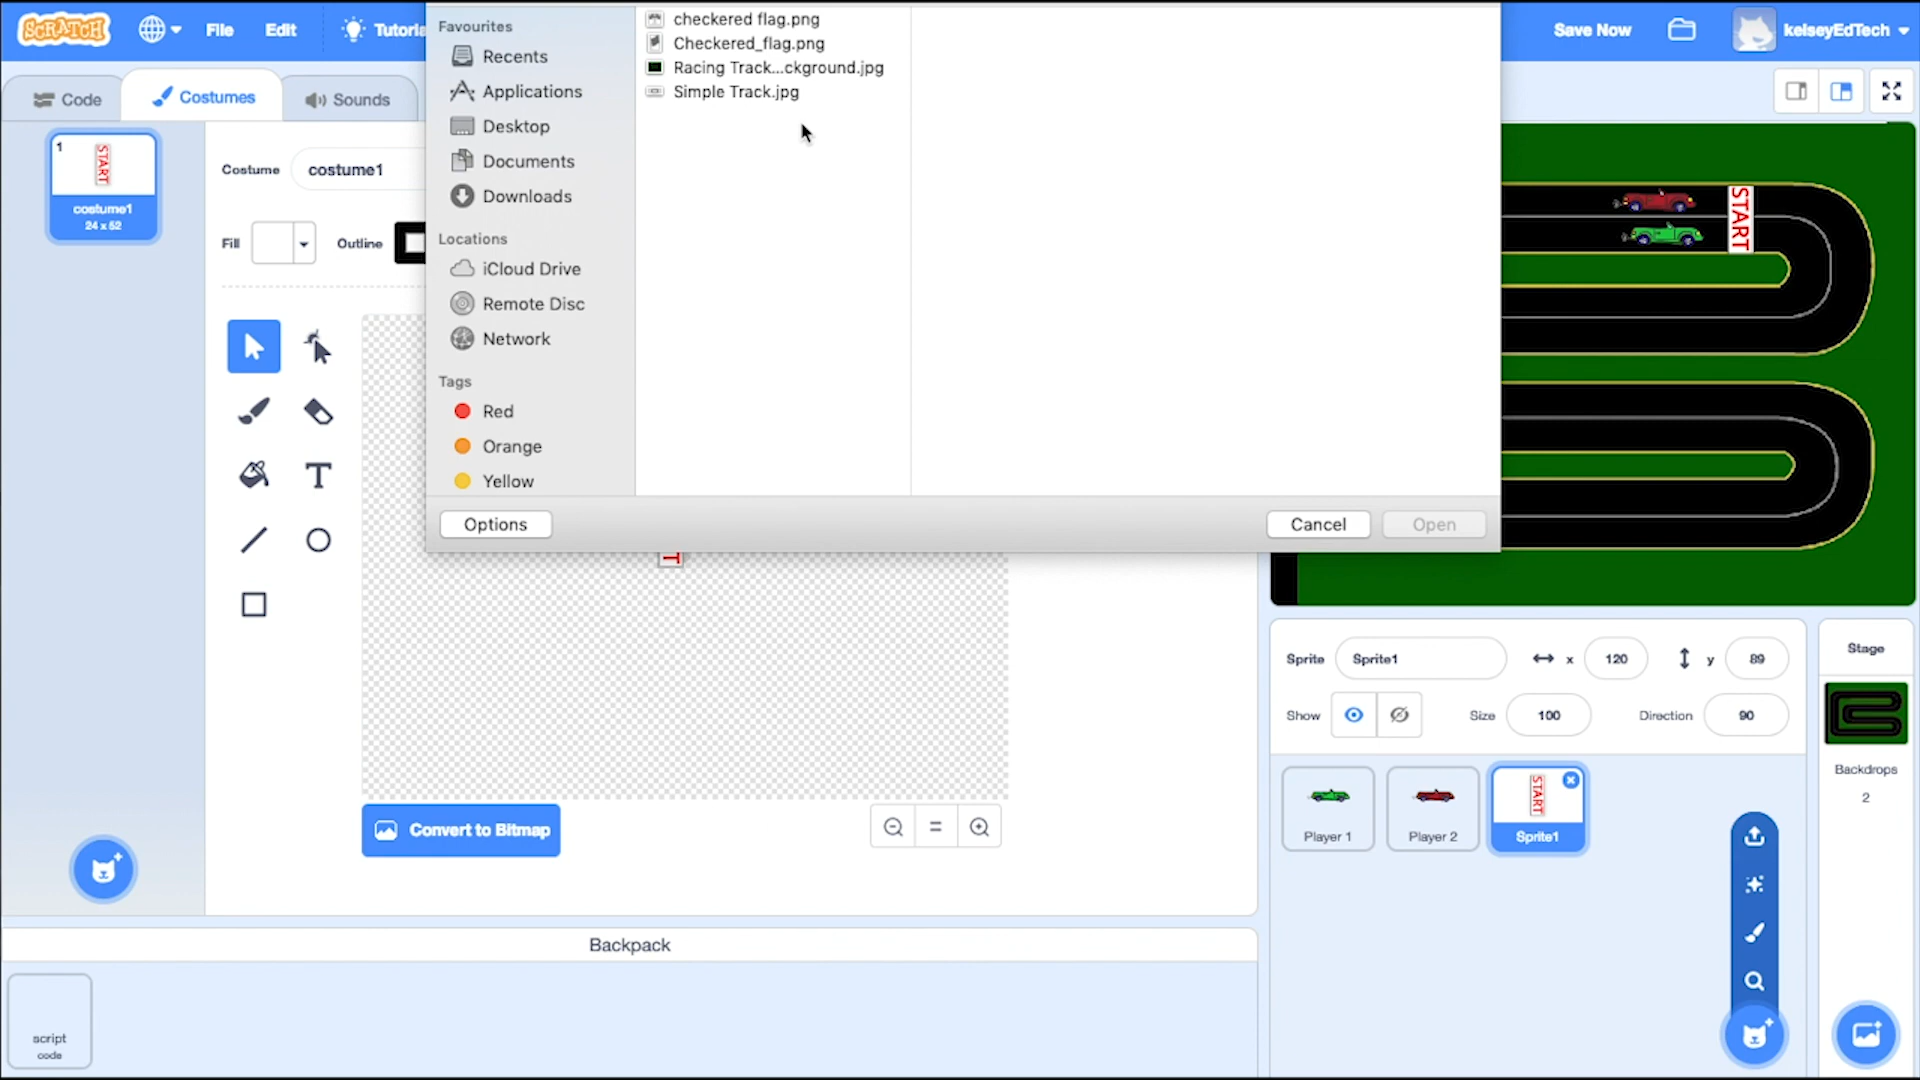 SCRATCH
File
Edit
Tutoria
Save Now
kelseyEdTech
Code
Costumes
Sounds
1
START
costume1
24 x 52
Costume
costume1
Fill
Outline
Favourites
Recents
Applications
Desktop
Documents
Downloads
Locations
iCloud Drive
Remote Disc
Network
Tags
Red
Orange
Yellow
checkered flag.png
Checkered_flag.png
Racing Track...ckground.jpg
Simple Track.jpg
Options
Cancel
Open
T
T
START
Convert to Bitmap
Backpack
script
code
Sprite
Sprite1
x
120
y
89
Show
Size
100
Direction
90
Player 1
Player 2
START
Sprite1
Stage
Backdrops
2